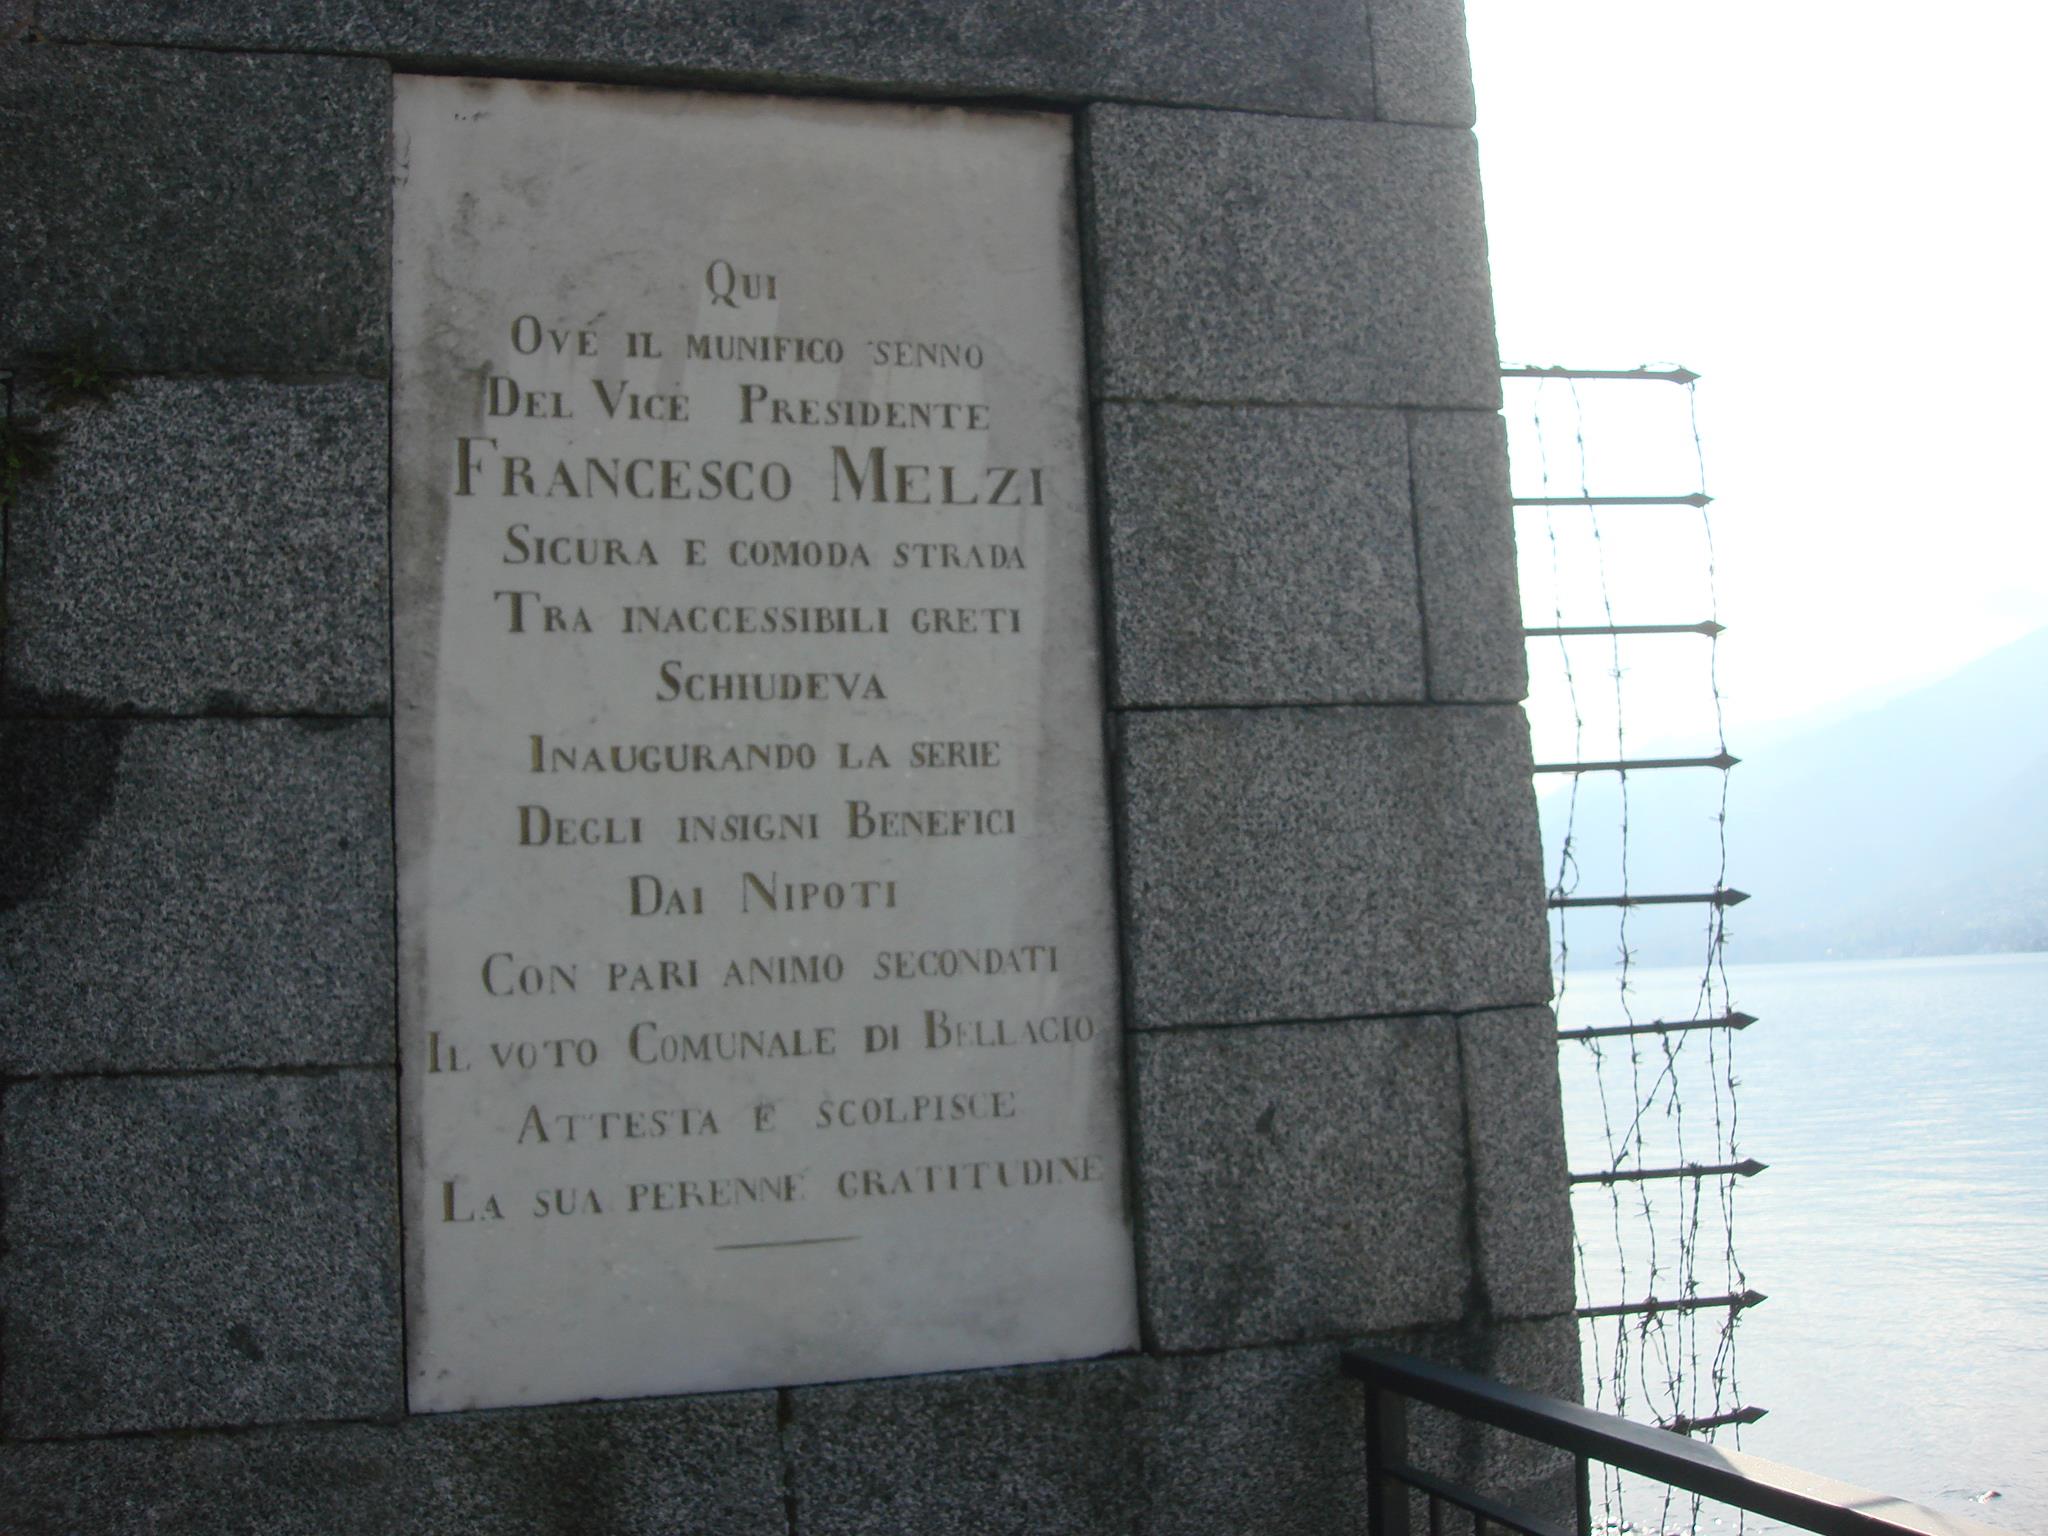 QUI
OVE IL MUNIFICO SENNO
DEL VICE PRESIDENTE
FRANCESCO MELZI
SICURA E COMODA STRADA
TRA INACCESSIBILI GRETI
SCHIUDEVA
INAUGURANDO LA SERIE
DEGLI INSIGNI BENEFICI
DAI NIPOTI
CON PARI ANIMO SECONDATI
IL VOTO COMUNALE DI BELLAGIO
ATTESTA E SCOLPISCE
LA SUA PERENNE GRATITUDINE